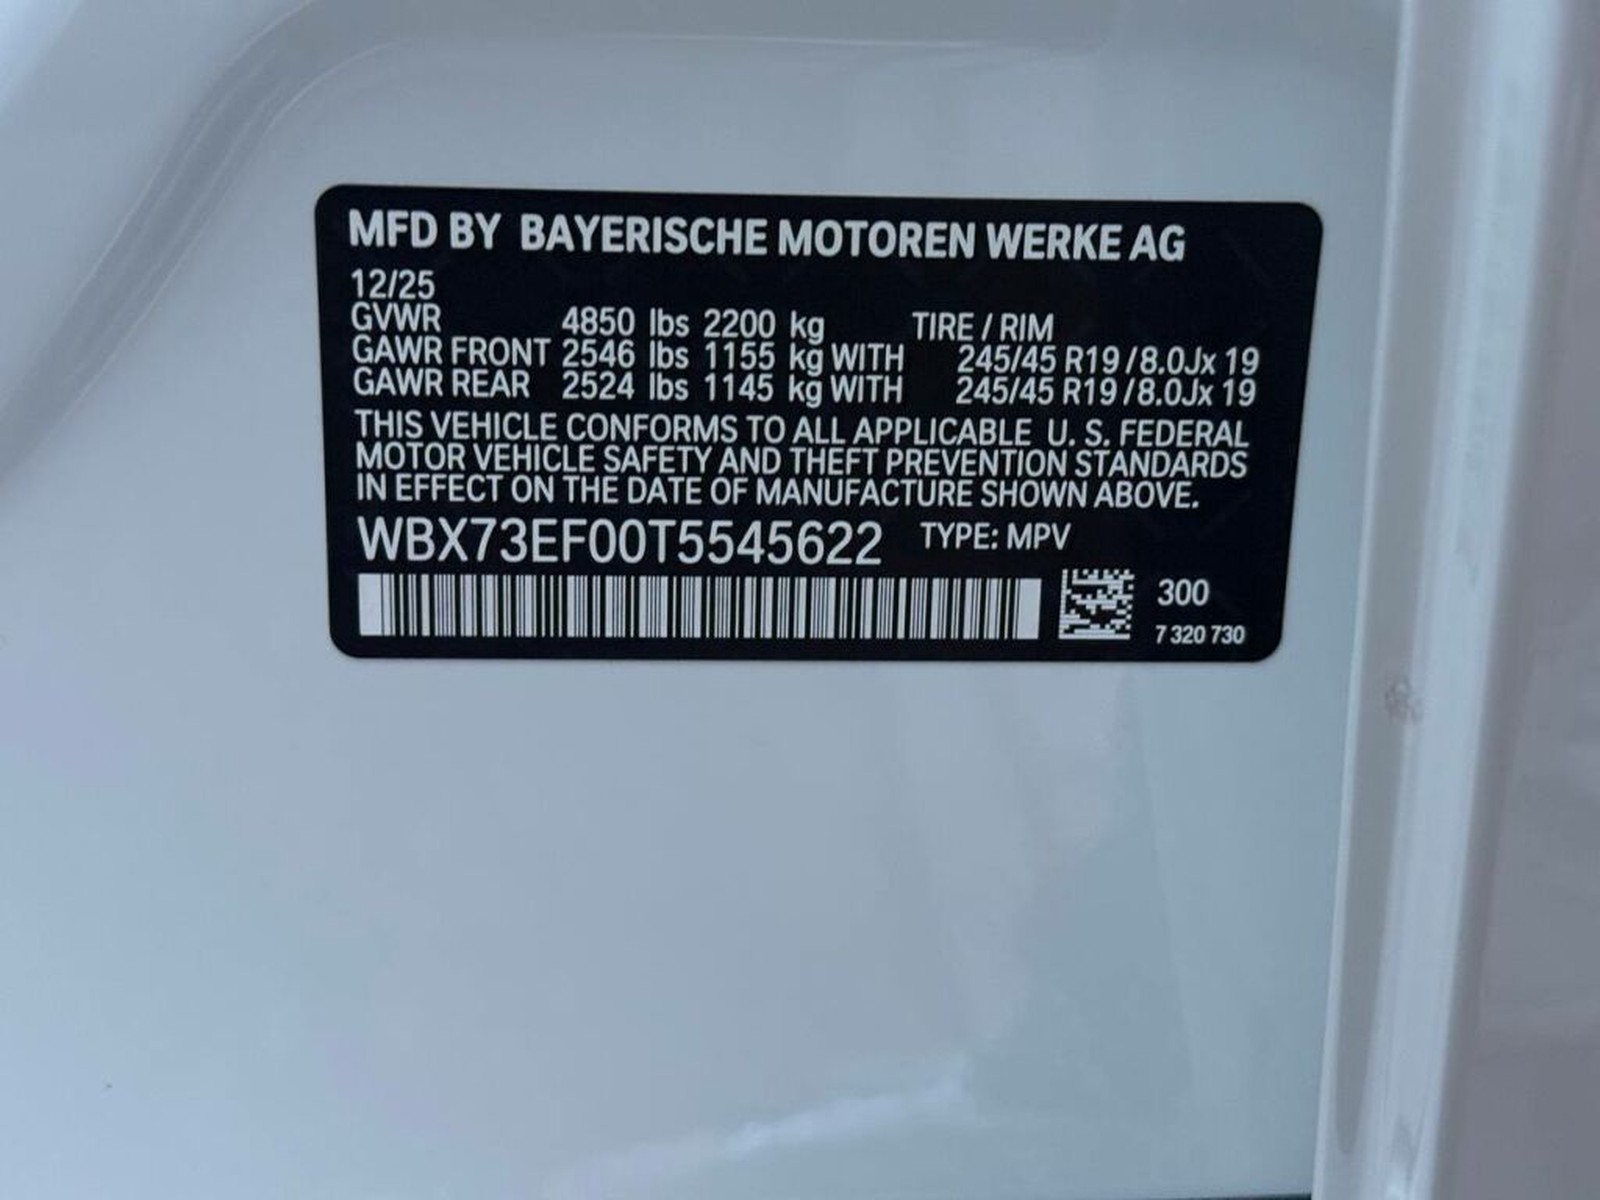 MFD BY BAYERISCHE MOTOREN WERKE AG
12/25
GVWR 4850 lbs 2200 kg TIRE / RIM
GAWR FRONT 2546 lbs 1155 kg WITH 245/45 R19 / 8.0Jx 19
GAWR REAR 2524 lbs 1145 kg WITH 245/45 R19 / 8.0Jx 19
THIS VEHICLE CONFORMS TO ALL APPLICABLE U. S. FEDERAL
MOTOR VEHICLE SAFETY AND THEFT PREVENTION STANDARDS
IN EFFECT ON THE DATE OF MANUFACTURE SHOWN ABOVE.
WBX73EF00T5545622 TYPE: MPV
300
7 320 730